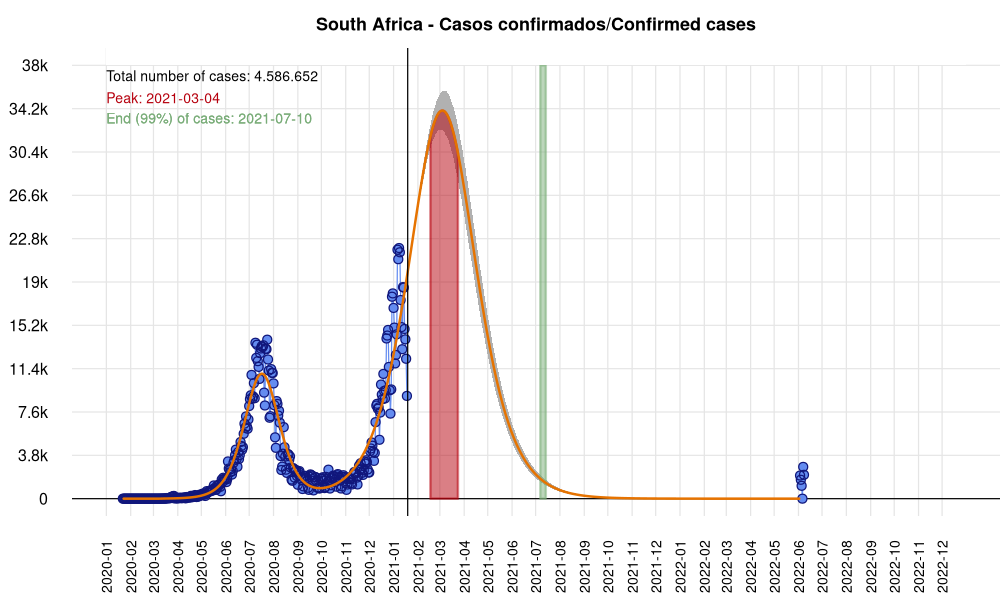 South Africa - Casos confirmados/Confirmed cases
Total number of cases: 4.586.652
Peak: 2021-03-04
End (99%) of cases: 2021-07-10
38k
34.2k
30.4k
26.6k
22.8k
19k
15.2k
11.4k
7.6k
3.8k
0
2020-01
2020-02
2020-03
2020-04
2020-05
2020-06
2020-07
2020-08
2020-09
2020-10
2020-11
2020-12
2021-01
2021-02
2021-03
2021-04
2021-05
2021-06
2021-07
2021-08
2021-09
2021-10
2021-11
2021-12
2022-01
2022-02
2022-03
2022-04
2022-05
2022-06
2022-07
2022-08
2022-09
2022-10
2022-11
2022-12